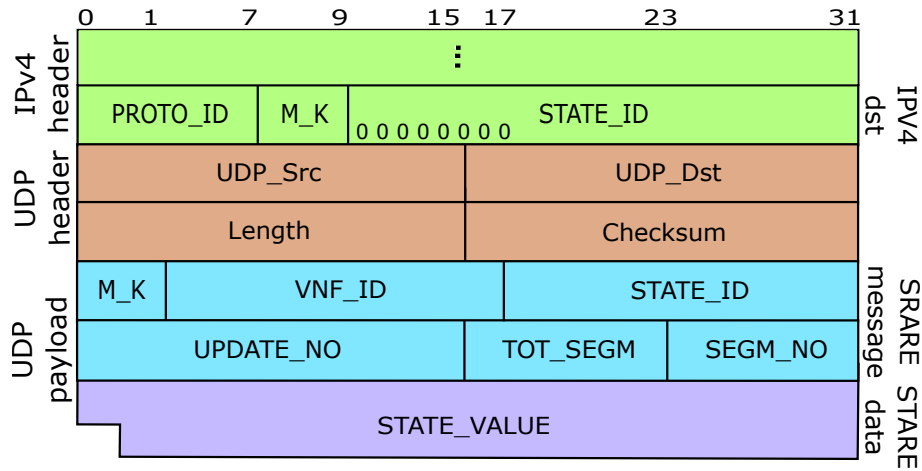 0 1 7 9 15 17 23 31
IPv4
header
⋮
PROTO_ID M_K STATE_ID
0 0 0 0 0 0 0 0
IPV4
dst
UDP
header
UDP_Src UDP_Dst
Length Checksum
UDP
payload
M_K VNF_ID STATE_ID
UPDATE_NO TOT_SEGM SEGM_NO
SRARE
message
STATE_VALUE
STARE
data